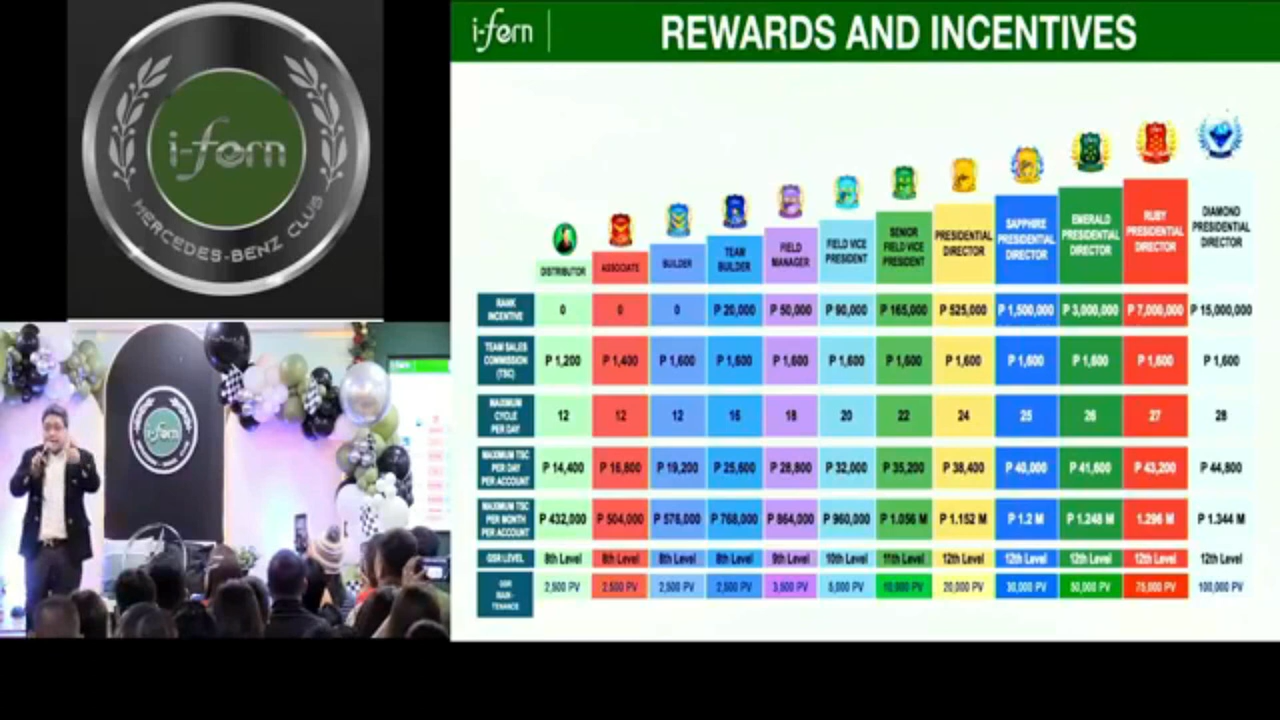 i-fern
MERCEDES-BENZ CLUB
i-fern
i-fern
REWARDS AND INCENTIVES
DISTRIBUTOR
ASSOCIATE
BUILDER
TEAM
BUILDER
FIELD
MANAGER
FIELD VICE
PRESIDENT
SENIOR
FIELD VICE
PRESIDENT
PRESIDENTIAL
DIRECTOR
SAPPHIRE
PRESIDENTIAL
DIRECTOR
EMERALD
PRESIDENTIAL
DIRECTOR
RUBY
PRESIDENTIAL
DIRECTOR
DIAMOND
PRESIDENTIAL
DIRECTOR
RANK
INCENTIVE
0 0 0 P 20,000 P 50,000 P 90,000 P 165,000 P 525,000 P 1,500,000 P 3,000,000 P 7,000,000 P 15,000,000
TEAM SALES
COMMISSION
(TSC)
P 1,200 P 1,400 P 1,600 P 1,600 P 1,600 P 1,600 P 1,600 P 1,600 P 1,600 P 1,600 P 1,600 P 1,600
MAXIMUM
CYCLE
PER DAY
12 12 12 16 18 20 22 24 25 26 27 28
MAXIMUM TSC
PER DAY
PER ACCOUNT
P 14,400 P 16,800 P 19,200 P 25,600 P 28,800 P 32,000 P 35,200 P 38,400 P 40,000 P 41,600 P 43,200 P 44,800
MAXIMUM TSC
PER MONTH
PER ACCOUNT
P 432,000 P 504,000 P 576,000 P 768,000 P 864,000 P 960,000 P 1.056 M P 1.152 M P 1.2 M P 1.248 M 1.296 M P 1.344 M
GSR LEVEL
8th Level 8th Level 8th Level 8th Level 9th Level 10th Level 11th Level 12th Level 12th Level 12th Level 12th Level 12th Level
GSR
MAIN-
TENANCE
2,500 PV 2,500 PV 2,500 PV 2,500 PV 3,500 PV 5,000 PV 10,000 PV 20,000 PV 30,000 PV 50,000 PV 75,000 PV 100,000 PV